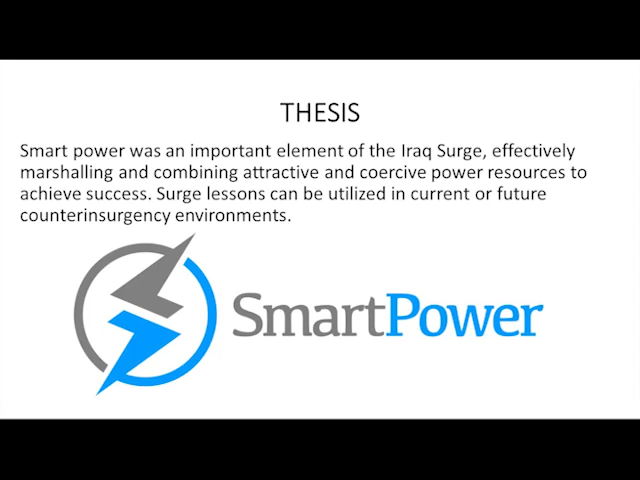 THESIS
Smart power was an important element of the Iraq Surge, effectively
marshalling and combining attractive and coercive power resources to
achieve success. Surge lessons can be utilized in current or future
counterinsurgency environments.
SmartPower